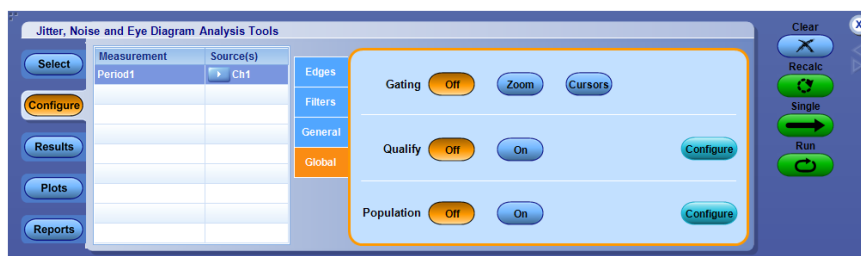 Jitter, Noise and Eye Diagram Analysis Tools
Clear
x
Select
Measurement Source(s)
Period1 Ch1
Recalc
Edges
Gating Off Zoom Cursors
Configure
Filters
Single
General
Results
Qualify Off On Configure
Run
Global
Plots
Population Off On Configure
Reports